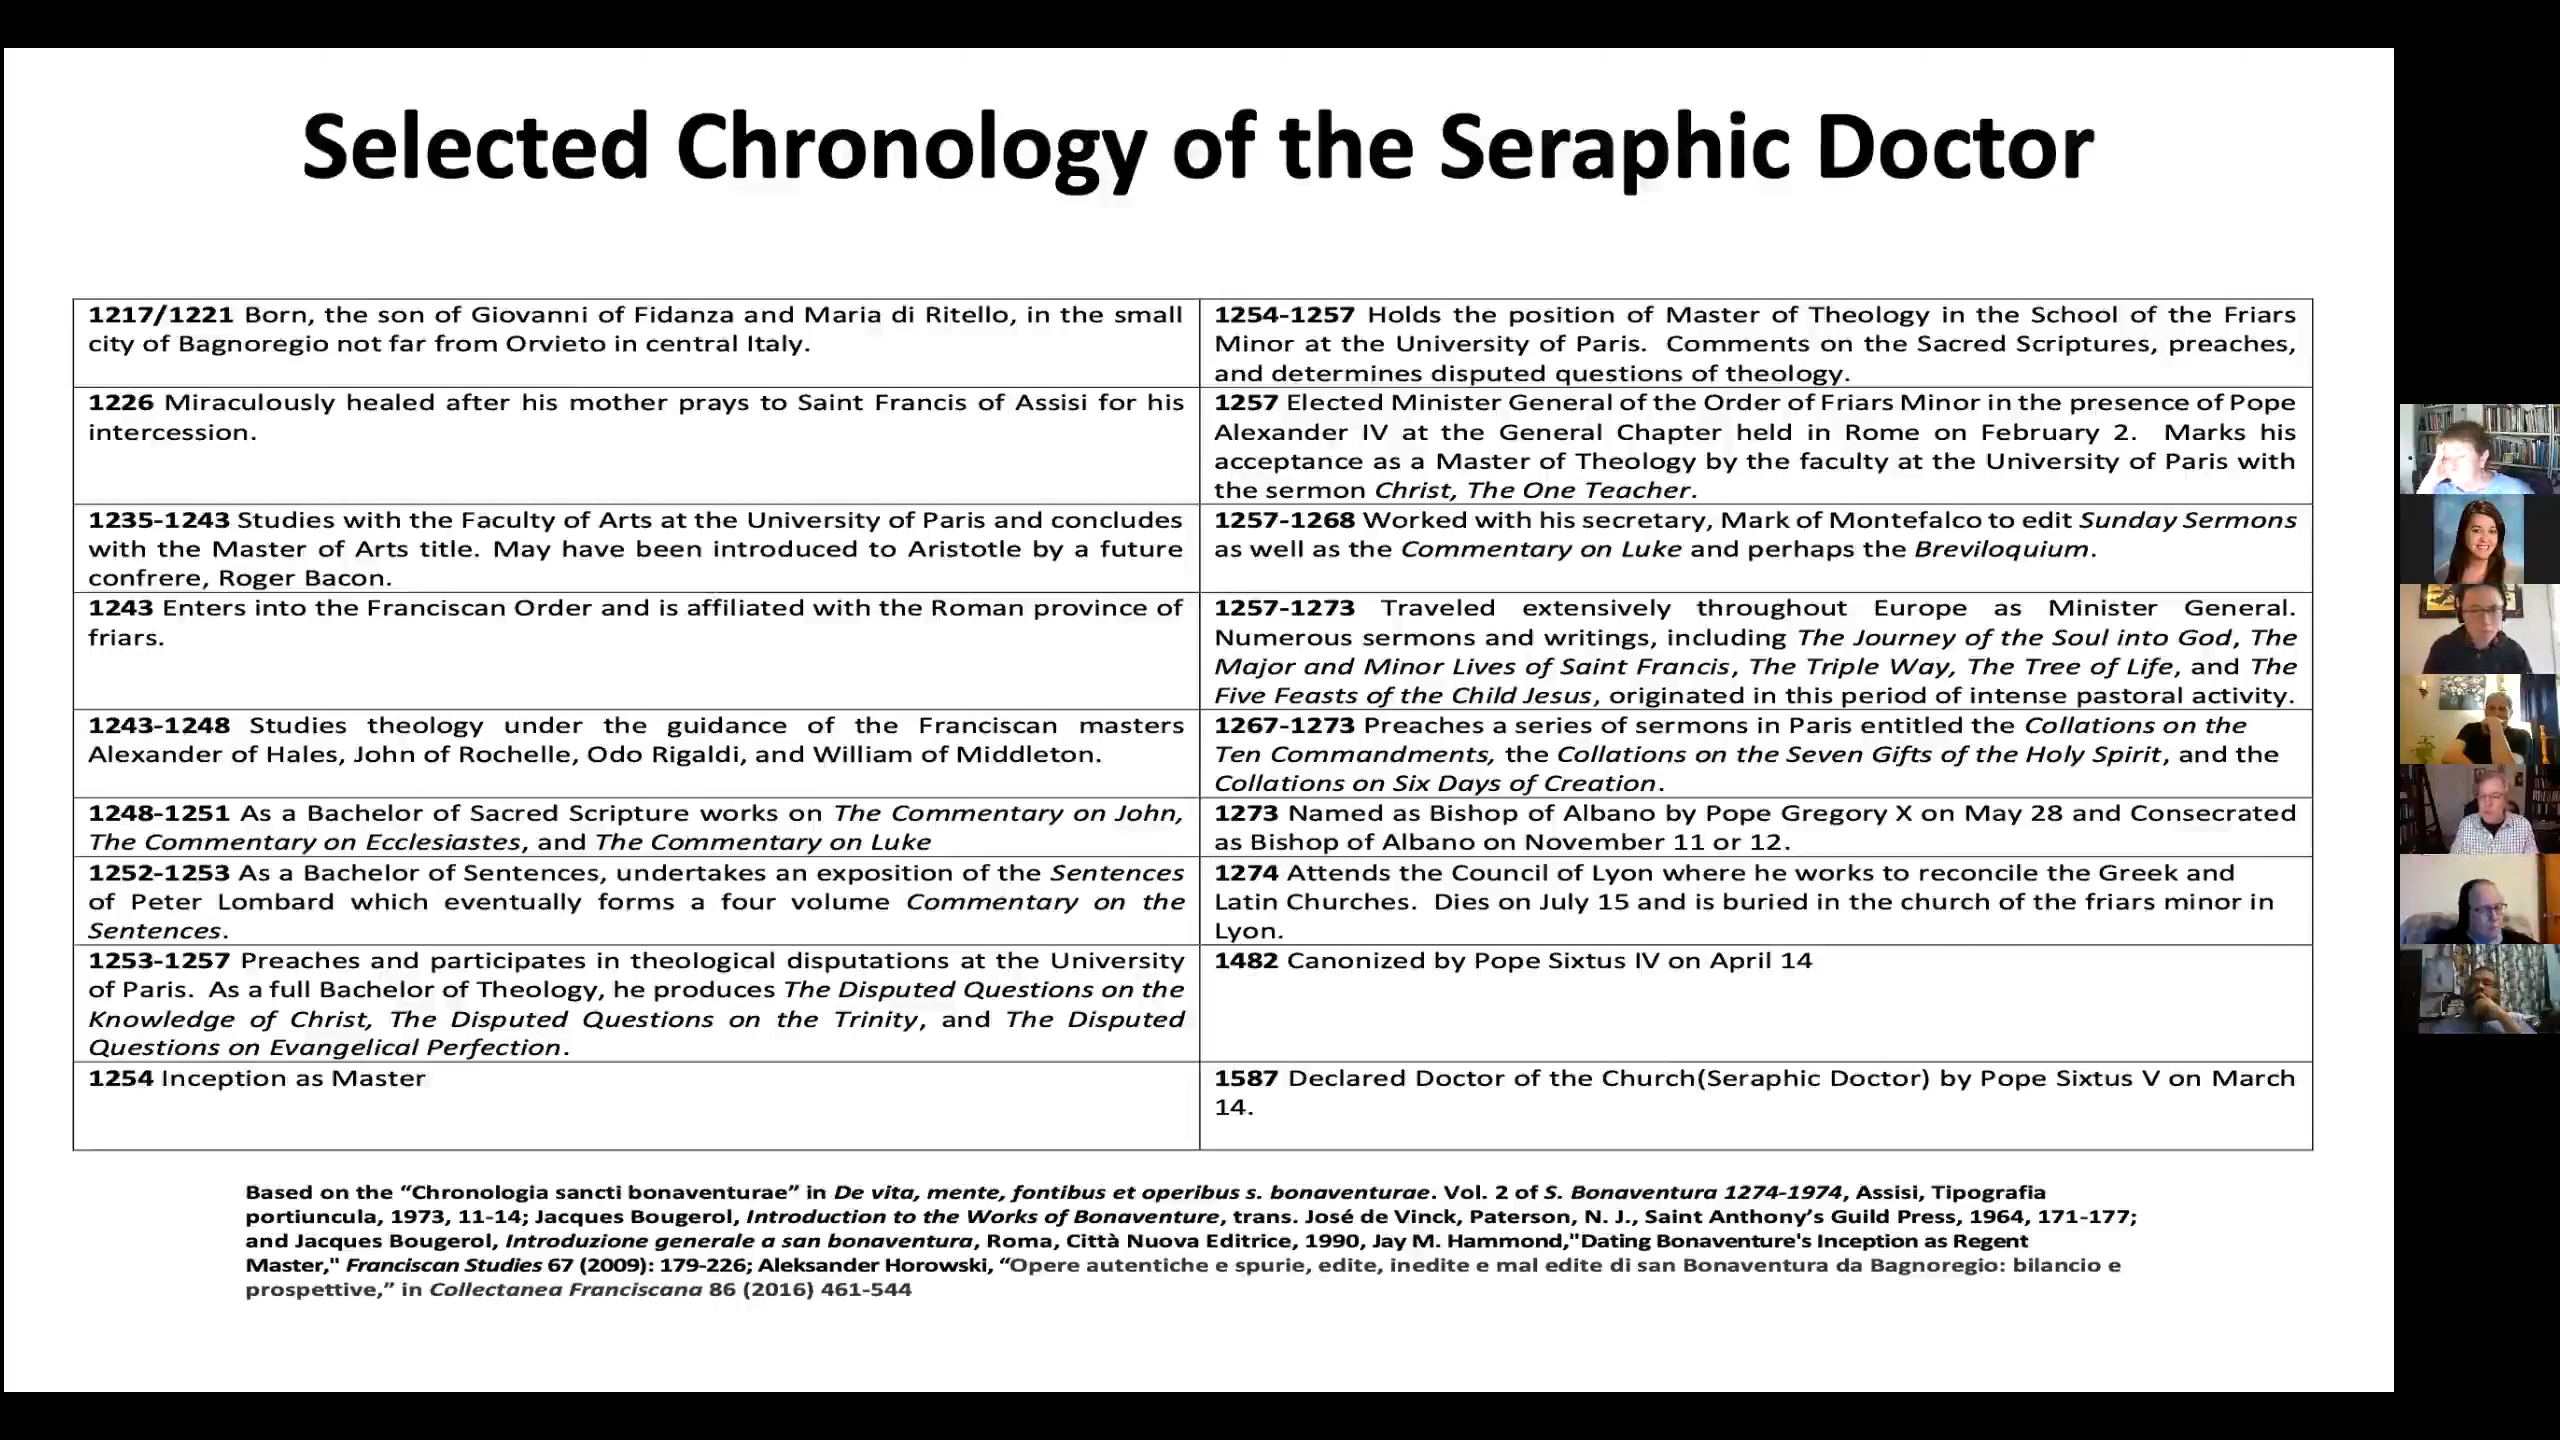 Selected Chronology of the Seraphic Doctor
1217/1221 Born, the son of Giovanni of Fidanza and Maria di Ritello, in the small
city of Bagnoregio not far from Orvieto in central Italy.
1226 Miraculously healed after his mother prays to Saint Francis of Assisi for his
intercession.
1235-1243 Studies with the Faculty of Arts at the University of Paris and concludes
with the Master of Arts title. May have been introduced to Aristotle by a future
confrere, Roger Bacon.
1243 Enters into the Franciscan Order and is affiliated with the Roman province of
friars.
1243-1248 Studies theology under the guidance of the Franciscan masters
Alexander of Hales, John of Rochelle, Odo Rigaldi, and William of Middleton.
1248-1251 As a Bachelor of Sacred Scripture works on The Commentary on John,
The Commentary on Ecclesiastes, and The Commentary on Luke
1252-1253 As a Bachelor of Sentences, undertakes an exposition of the Sentences
of Peter Lombard which eventually forms a four volume Commentary on the
Sentences.
1253-1257 Preaches and participates in theological disputations at the University
of Paris. As a full Bachelor of Theology, he produces The Disputed Questions on the
Knowledge of Christ, The Disputed Questions on the Trinity, and The Disputed
Questions on Evangelical Perfection.
1254 Inception as Master
1254-1257 Holds the position of Master of Theology in the School of the Friars
Minor at the University of Paris. Comments on the Sacred Scriptures, preaches,
and determines disputed questions of theology.
1257 Elected Minister General of the Order of Friars Minor in the presence of Pope
Alexander IV at the General Chapter held in Rome on February 2. Marks his
acceptance as a Master of Theology by the faculty at the University of Paris with
the sermon Christ, The One Teacher.
1257-1268 Worked with his secretary, Mark of Montefalco to edit Sunday Sermons
as well as the Commentary on Luke and perhaps the Breviloquium.
1257-1273 Traveled extensively throughout Europe as Minister General.
Numerous sermons and writings, including The Journey of the Soul into God, The
Major and Minor Lives of Saint Francis, The Triple Way, The Tree of Life, and The
Five Feasts of the Child Jesus, originated in this period of intense pastoral activity.
1267-1273 Preaches a series of sermons in Paris entitled the Collations on the
Ten Commandments, the Collations on the Seven Gifts of the Holy Spirit, and the
Collations on Six Days of Creation.
1273 Named as Bishop of Albano by Pope Gregory X on May 28 and Consecrated
as Bishop of Albano on November 11 or 12.
1274 Attends the Council of Lyon where he works to reconcile the Greek and
Latin Churches. Dies on July 15 and is buried in the church of the friars minor in
Lyon.
1482 Canonized by Pope Sixtus IV on April 14
1587 Declared Doctor of the Church(Seraphic Doctor) by Pope Sixtus V on March
14.
Based on the “Chronologia sancti bonaventurae” in De vita, mente, fontibus et operibus s. bonaventurae. Vol. 2 of S. Bonaventura 1274-1974, Assisi, Tipografia
portiuncula, 1973, 11-14; Jacques Bougerol, Introduction to the Works of Bonaventure, trans. José de Vinck, Paterson, N. J., Saint Anthony’s Guild Press, 1964, 171-177;
and Jacques Bougerol, Introduzione generale a san bonaventura, Roma, Città Nuova Editrice, 1990, Jay M. Hammond,"Dating Bonaventure's Inception as Regent
Master," Franciscan Studies 67 (2009): 179-226; Aleksander Horowski, “Opere autentiche e spurie, edite, inedite e mal edite di san Bonaventura da Bagnoregio: bilancio e
prospettive,” in Collectanea Franciscana 86 (2016) 461-544